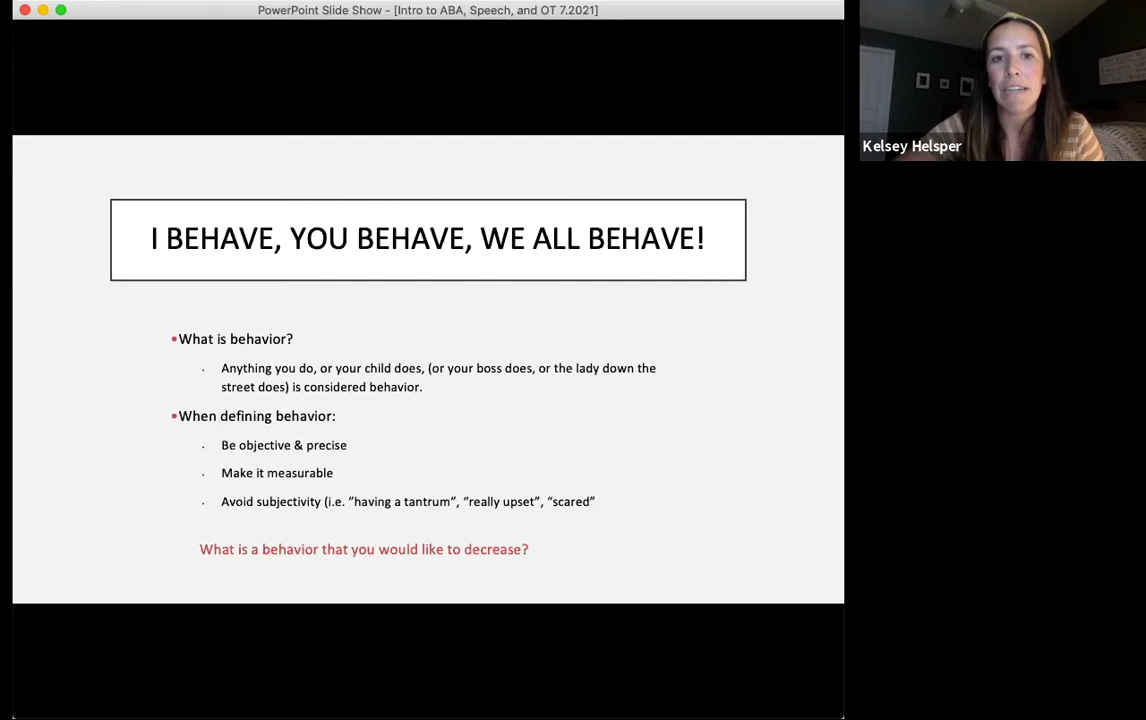 PowerPoint Slide Show - [Intro to ABA, Speech, and OT 7.2021]
Kelsey Helsper
I BEHAVE, YOU BEHAVE, WE ALL BEHAVE!
•What is behavior?
· Anything you do, or your child does, (or your boss does, or the lady down the
street does) is considered behavior.
•When defining behavior:
· Be objective & precise
· Make it measurable
· Avoid subjectivity (i.e. ”having a tantrum”, “really upset”, “scared”
What is a behavior that you would like to decrease?